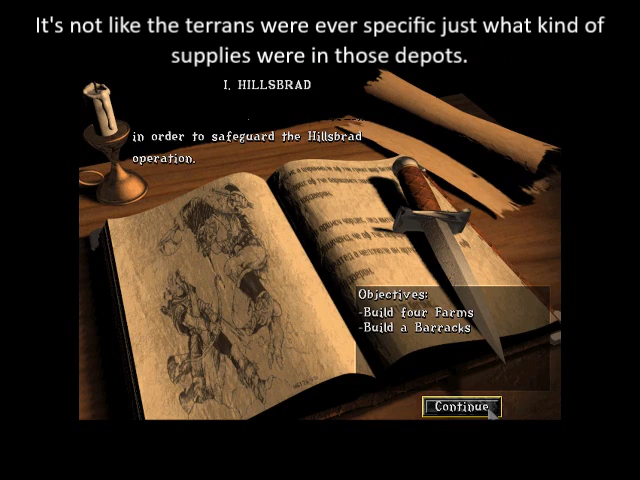 It's not like the terrans were ever specific just what kind of
supplies were in those depots.
I. HILLSBRAD
in order to safeguard the Hillsbrad
operation.
Objectives:
-Build four Farms
-Build a Barracks
Continue